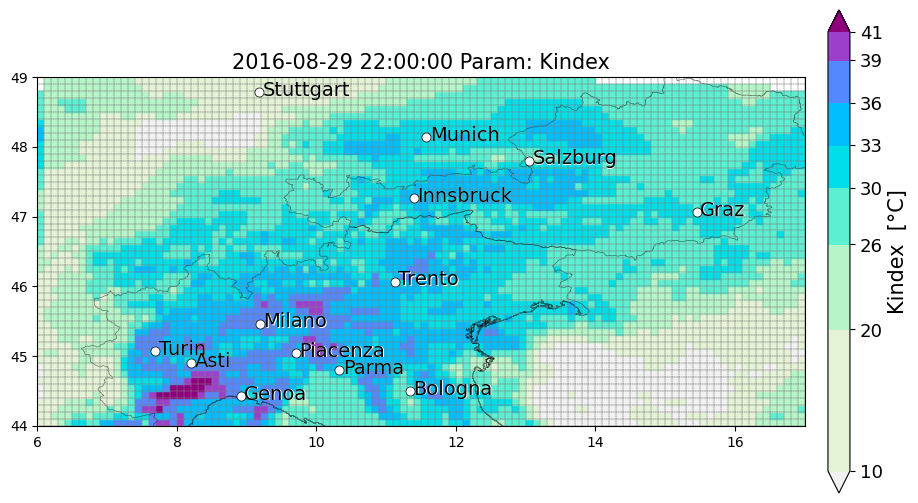 2016-08-29 22:00:00 Param: Kindex
49
48
47
46
45
44
6
8
10
12
14
16
Stuttgart
Munich
Salzburg
Innsbruck
Graz
Trento
Milano
Turin
Piacenza
Asti
Parma
Bologna
Genoa
41
39
36
33
30
26
20
10
Kindex [°C]